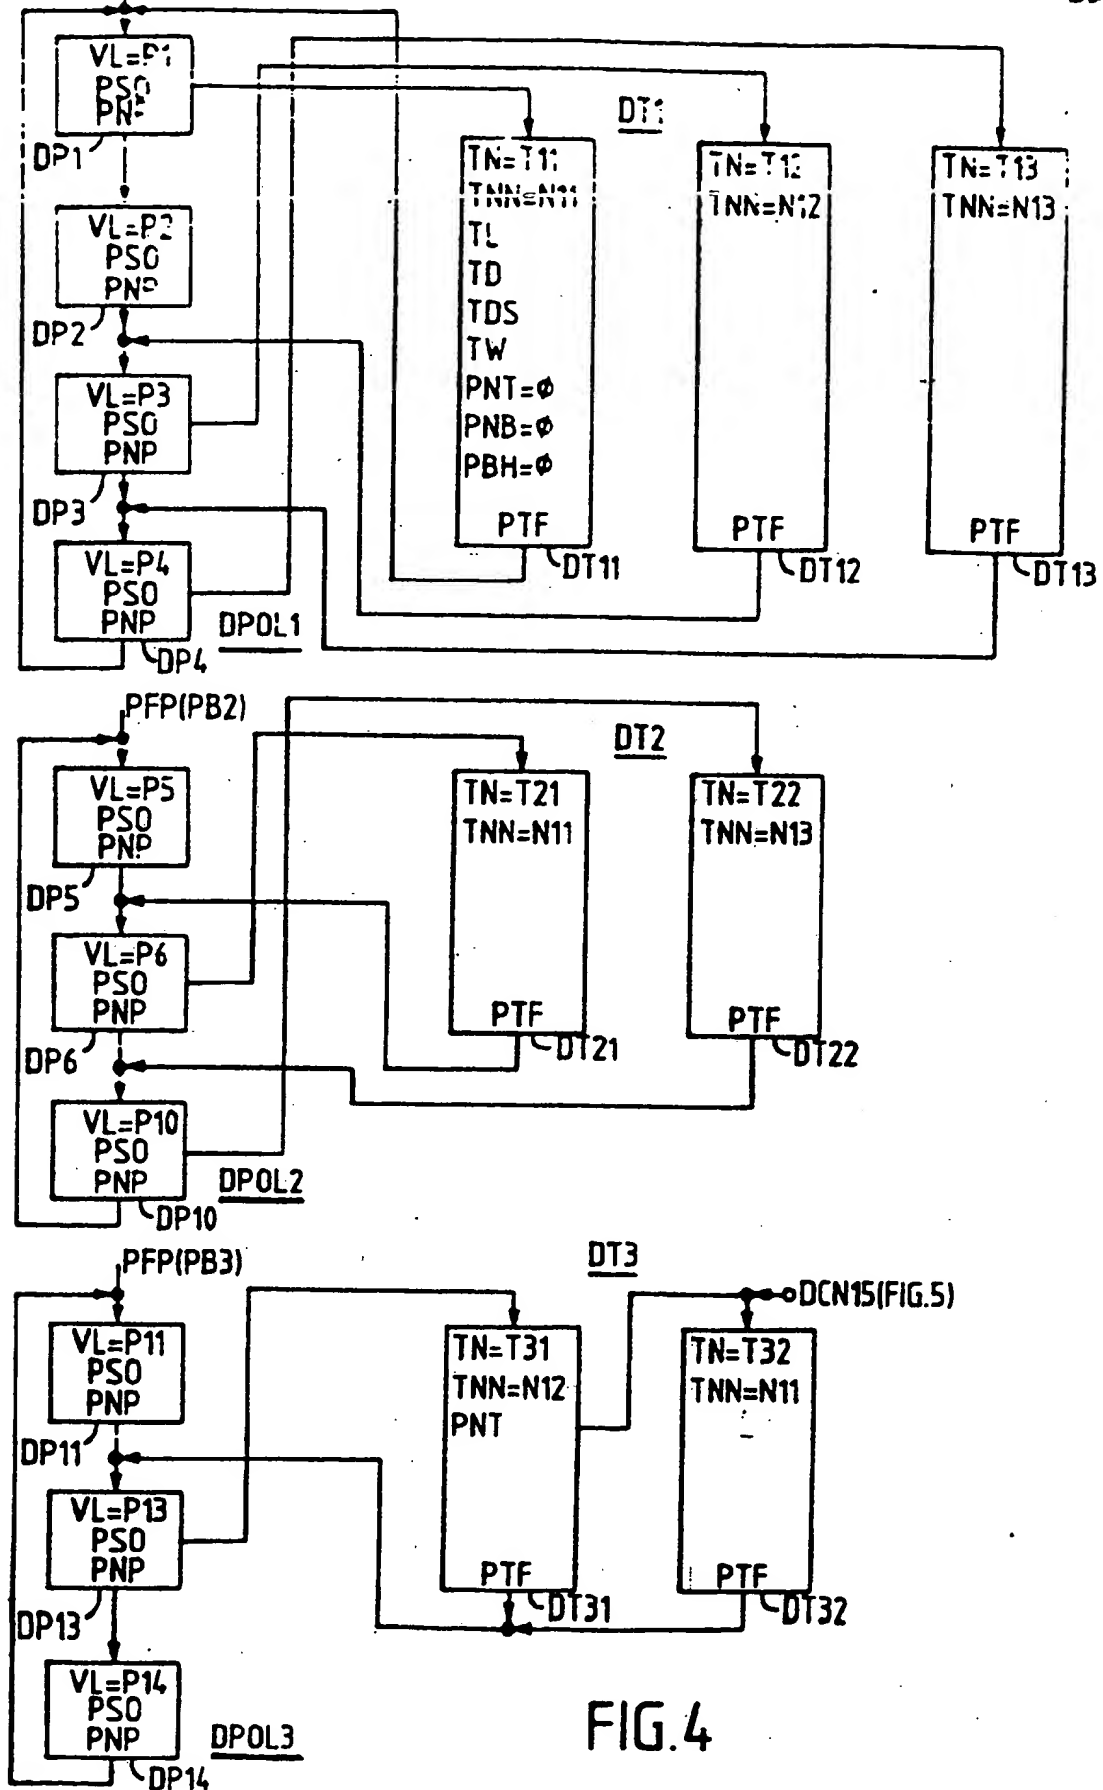 VL=P1
PSO
PNP
DP1
VL=P2
PSO
PNP
DP2
VL=P3
PSO
PNP
DP3
VL=P4
PSO
PNP
DP4
DPOL1
DT1
TN=T11
TNN=N11
TL
TD
TDS
TW
PNT=Ø
PNB=Ø
PBH=Ø
PTF
DT11
TN=T12
TNN=N12
PTF
DT12
TN=T13
TNN=N13
PTF
DT13
PFP(PB2)
VL=P5
PSO
PNP
DP5
VL=P6
PSO
PNP
DP6
VL=P10
PSO
PNP
DP10
DPOL2
DT2
TN=T21
TNN=N11
PTF
DT21
TN=T22
TNN=N13
PTF
DT22
PFP(PB3)
VL=P11
PSO
PNP
DP11
VL=P13
PSO
PNP
DP13
VL=P14
PSO
PNP
DP14
DPOL3
DT3
DCN15(FIG.5)
TN=T31
TNN=N12
PNT
PTF
DT31
TN=T32
TNN=N11
PTF
DT32
FIG.4